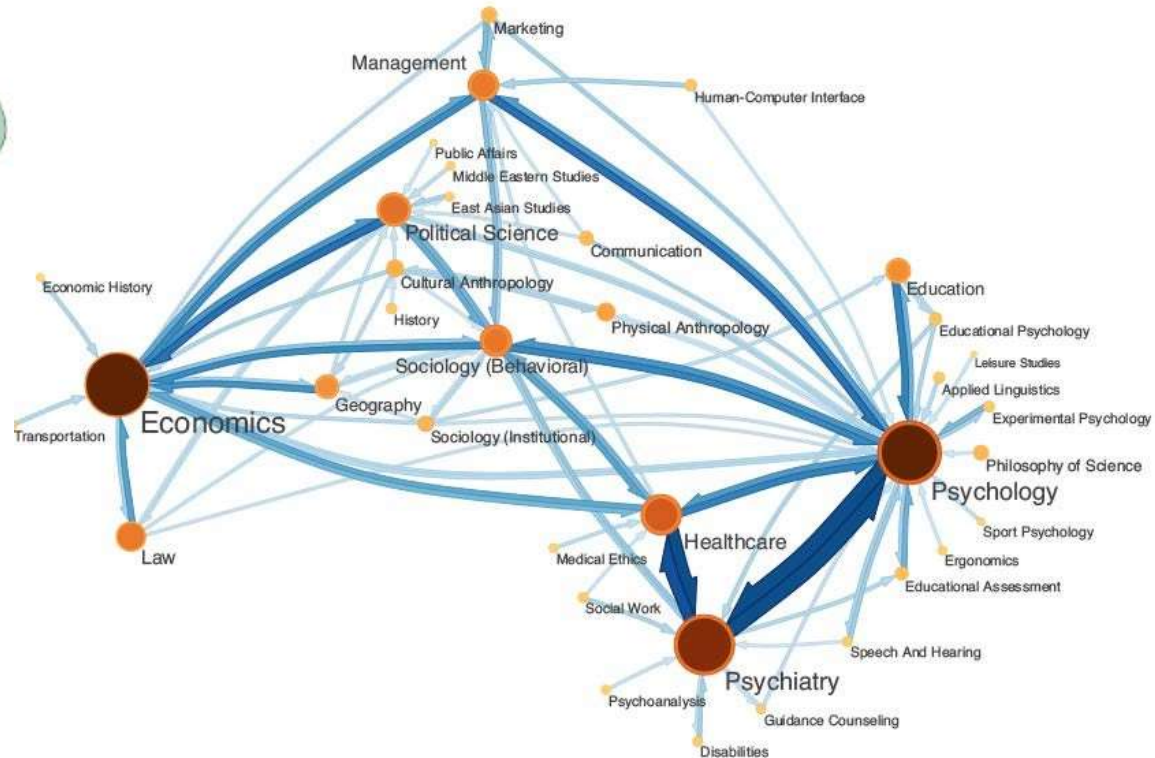 Marketing
Management
Human-Computer Interface
Public Affairs
Middle Eastern Studies
East Asian Studies
Political Science
Communication
Economic History
Cultural Anthropology
Education
History
Physical Anthropology
Educational Psychology
Sociology (Behavioral)
Leisure Studies
Applied Linguistics
Geography
Experimental Psychology
Economics
Transportation
Sociology (Institutional)
Philosophy of Science
Psychology
Sport Psychology
Law
Healthcare
Medical Ethics
Ergonomics
Educational Assessment
Social Work
Speech And Hearing
Psychiatry
Psychoanalysis
Guidance Counseling
Disabilities